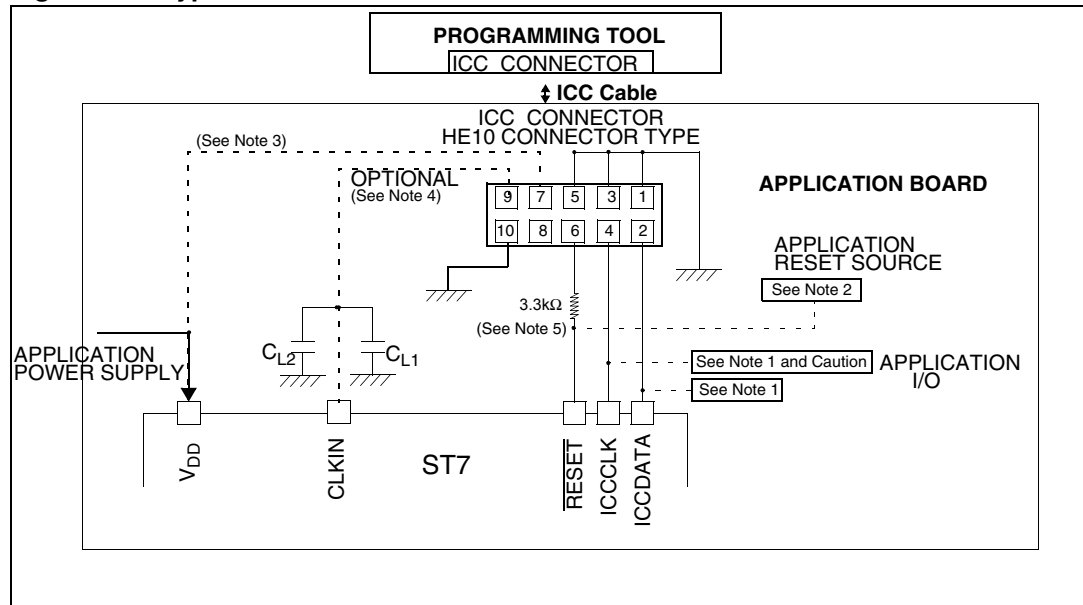 PROGRAMMING TOOL
ICC CONNECTOR
ICC Cable
ICC CONNECTOR
HE10 CONNECTOR TYPE
(See Note 3)
OPTIONAL
(See Note 4)
9 7 5 3 1
10 8 6 4 2
APPLICATION BOARD
APPLICATION
RESET SOURCE
See Note 2
3.3kΩ
(See Note 5)
APPLICATION
POWER SUPPLY
CL2
CL1
See Note 1 and Caution
See Note 1
APPLICATION
I/O
VDD
CLKIN
ST7
RESET
ICCCLK
ICCDATA